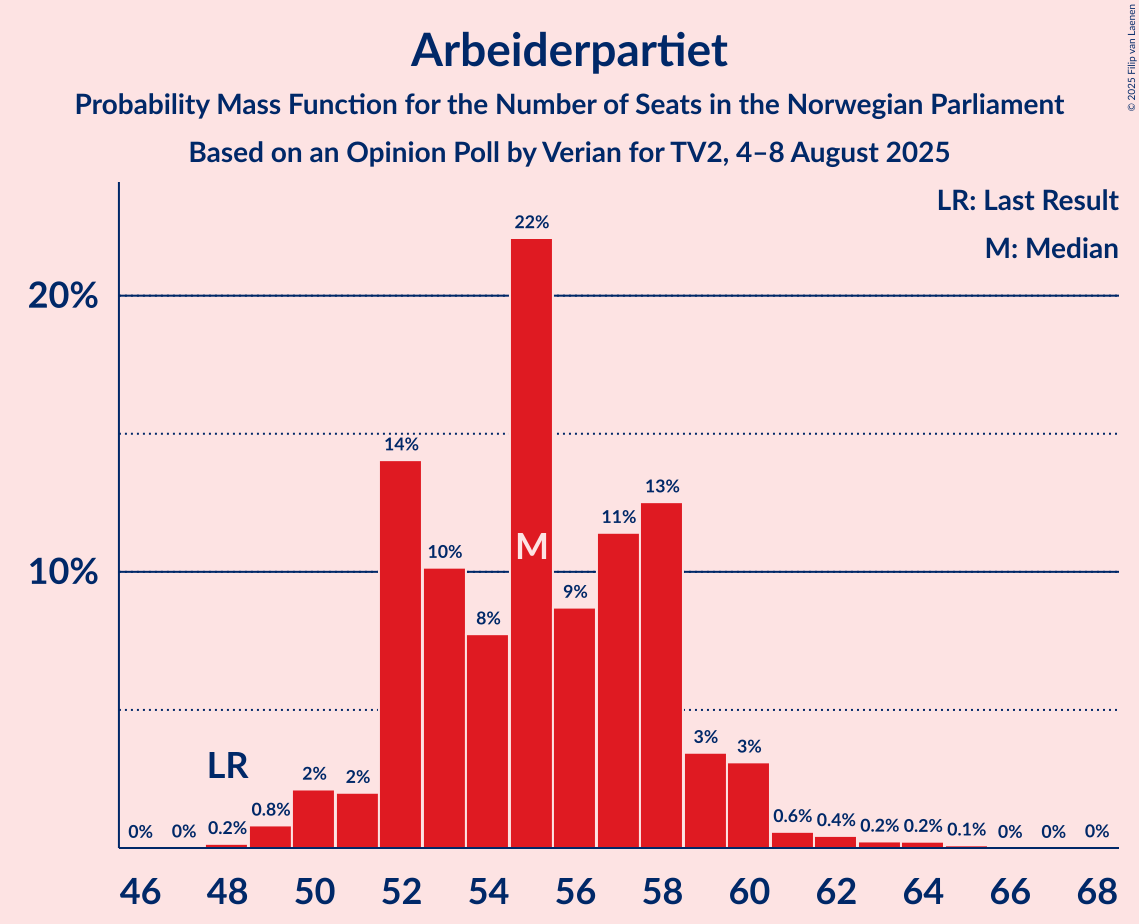 Arbeiderpartiet
Probability Mass Function for the Number of Seats in the Norwegian Parliament
Based on an Opinion Poll by Verian for TV2, 4–8 August 2025
© 2025 Filip van Laenen
LR: Last Result
M: Median
20%
10%
22%
14%
13%
11%
10%
9%
8%
M
LR
3%
3%
2%
2%
0.8%
0.6%
0.4%
0.2%
0.2%
0.2%
0.1%
0%
0%
0%
0%
0%
46 48 50 52 54 56 58 60 62 64 66 68